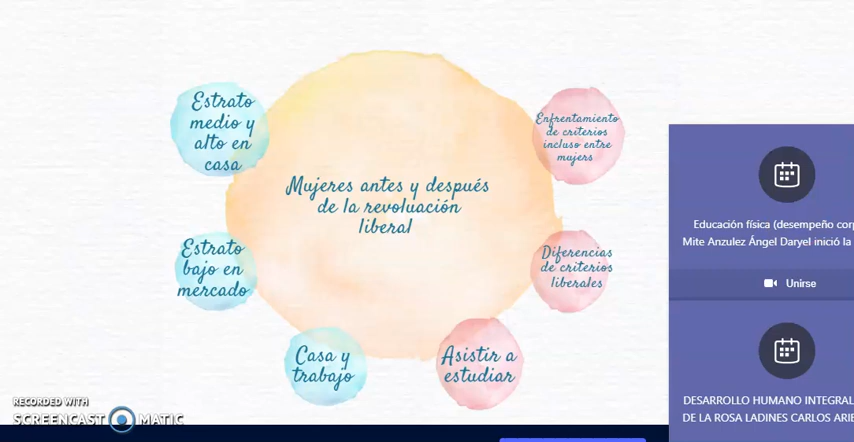 Estrato
medio y
alto en
casa
Enfrentamiento
de criterios
incluso entre
mujers
Mujeres antes y después
de la revoluación
liberal
Estrato
bajo en
mercado
Diferencias
de criterios
liberales
Casa y
trabajo
Asistir a
estudiar
Educación física (desempeño cor
Mite Anzulez Ángel Daryel inició la
Unirse
DESARROLLO HUMANO INTEGRAL
DE LA ROSA LADINES CARLOS ARIE
RECORDED WITH
SCREENCAST MATIC